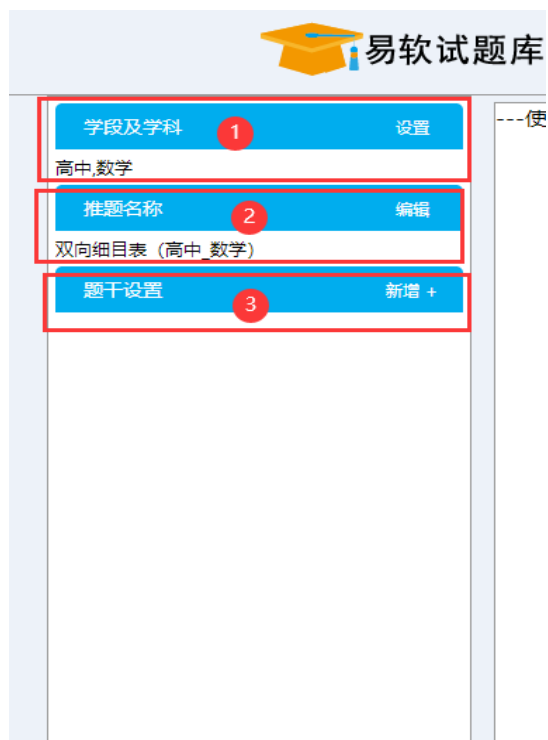 易软试题库
学段及学科 1 设置
---使
高中,数学
推题名称 2 编辑
双向细目表（高中_数学）
题干设置 3 新增 +